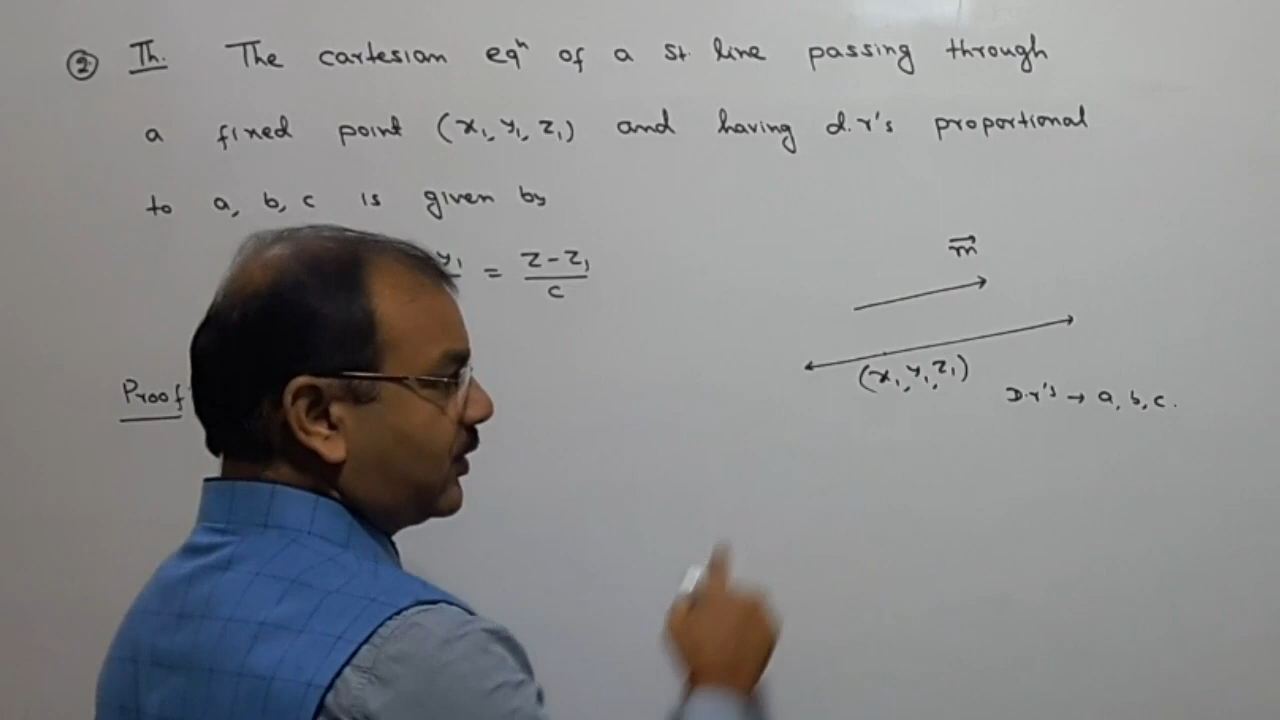 ② Th. The cartesian eqⁿ of a st. line passing through
a fixed point (x₁, y₁, z₁) and having d.r's proportional
to a, b, c is given by
y₁ = z-z₁/c
m⃗
(x₁, y₁, z₁)
D.r's → a, b, c.
Proof